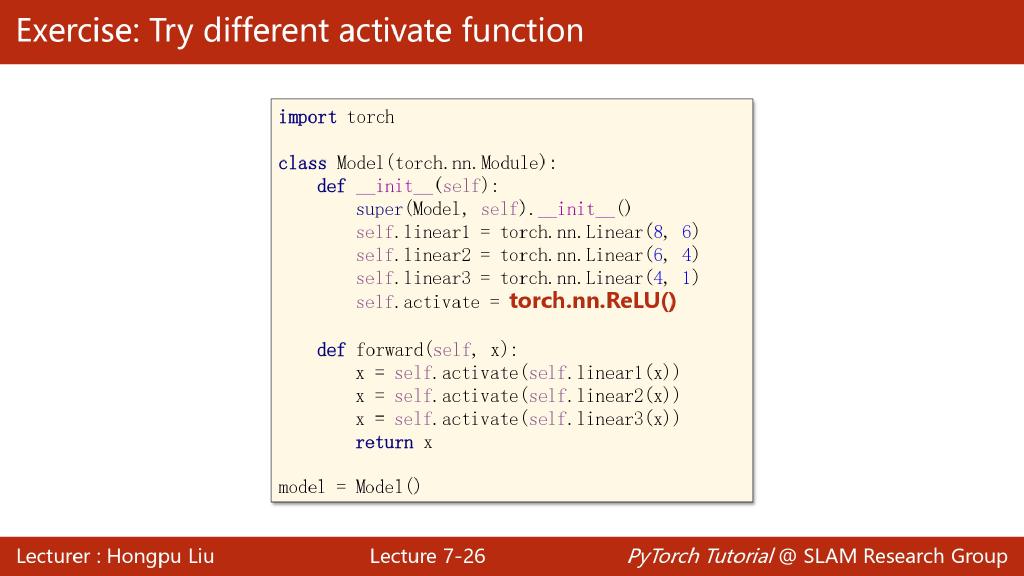 Exercise: Try different activate function
import torch
class Model(torch.nn.Module):
    def __init__(self):
        super(Model, self).__init__()
        self.linear1 = torch.nn.Linear(8, 6)
        self.linear2 = torch.nn.Linear(6, 4)
        self.linear3 = torch.nn.Linear(4, 1)
        self.activate = torch.nn.ReLU()
    def forward(self, x):
        x = self.activate(self.linear1(x))
        x = self.activate(self.linear2(x))
        x = self.activate(self.linear3(x))
        return x
model = Model()
Lecturer : Hongpu Liu
Lecture 7-26
PyTorch Tutorial @ SLAM Research Group